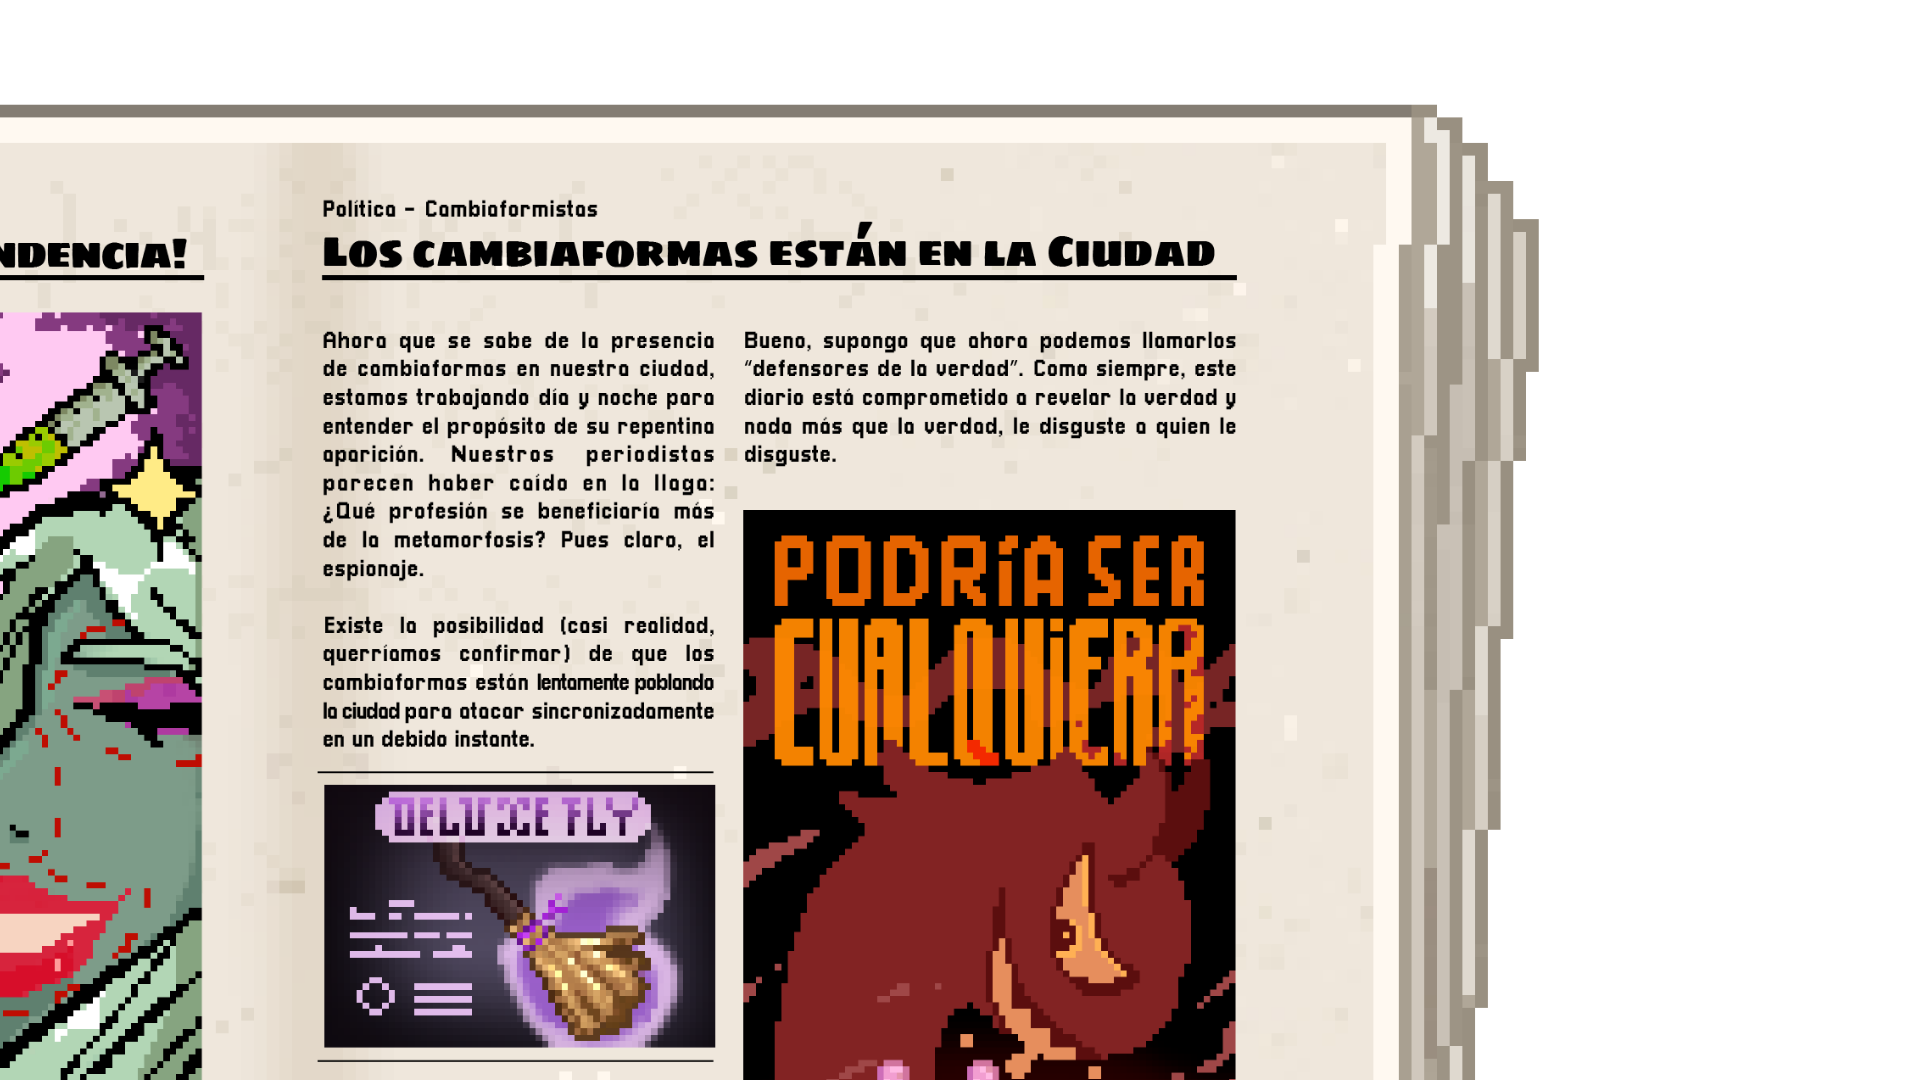 NDENCIA!
Política - Cambiaformistas
Los cambiaformas están en la Ciudad
Ahora que se sabe de la presencia
de cambiaformas en nuestra ciudad,
estamos trabajando día y noche para
entender el propósito de su repentina
aparición. Nuestros periodistas
parecen haber caído en la llaga:
¿Qué profesión se beneficiaría más
de la metamorfosis? Pues claro, el
espionaje.
Existe la posibilidad (casi realidad,
querríamos confirmar) de que los
cambiaformas están lentamente poblando
la ciudad para atacar sincronizadamente
en un debido instante.
DELUXE FLY
Bueno, supongo que ahora podemos llamarlos
“defensores de la verdad”. Como siempre, este
diario está comprometido a revelar la verdad y
nada más que la verdad, le disguste a quien le
disguste.
PODRÍA SER
CUALQUIERA